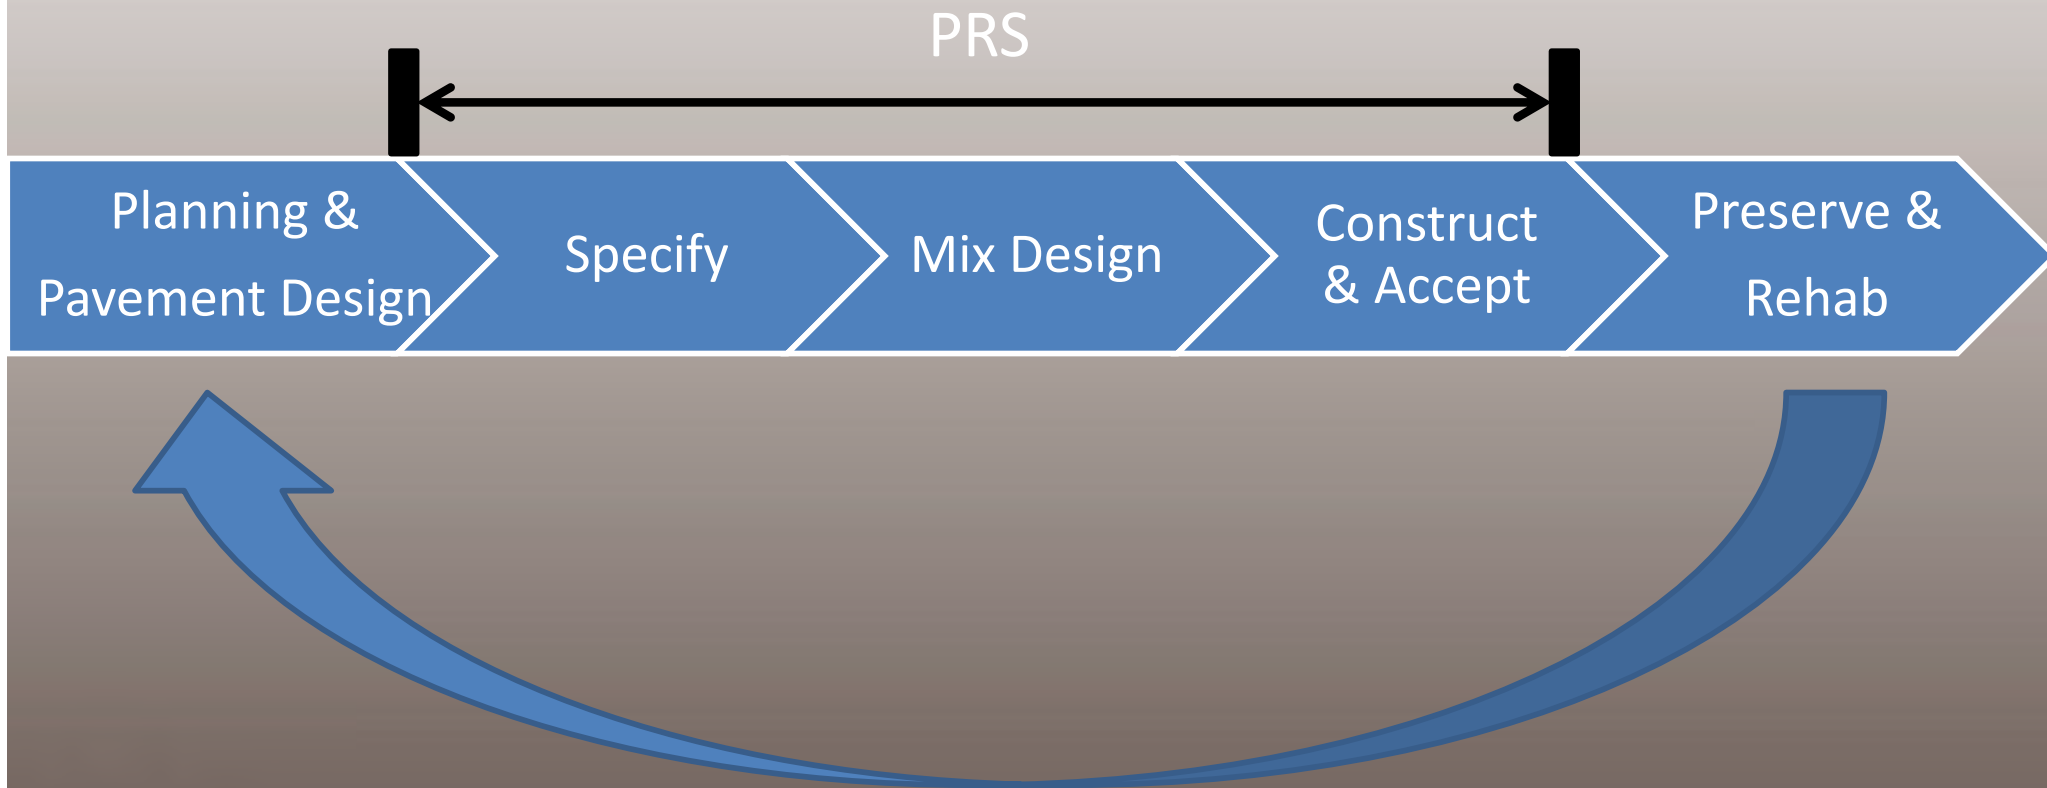 PRS
Planning &
Pavement Design
Specify
Mix Design
Construct
& Accept
Preserve &
Rehab